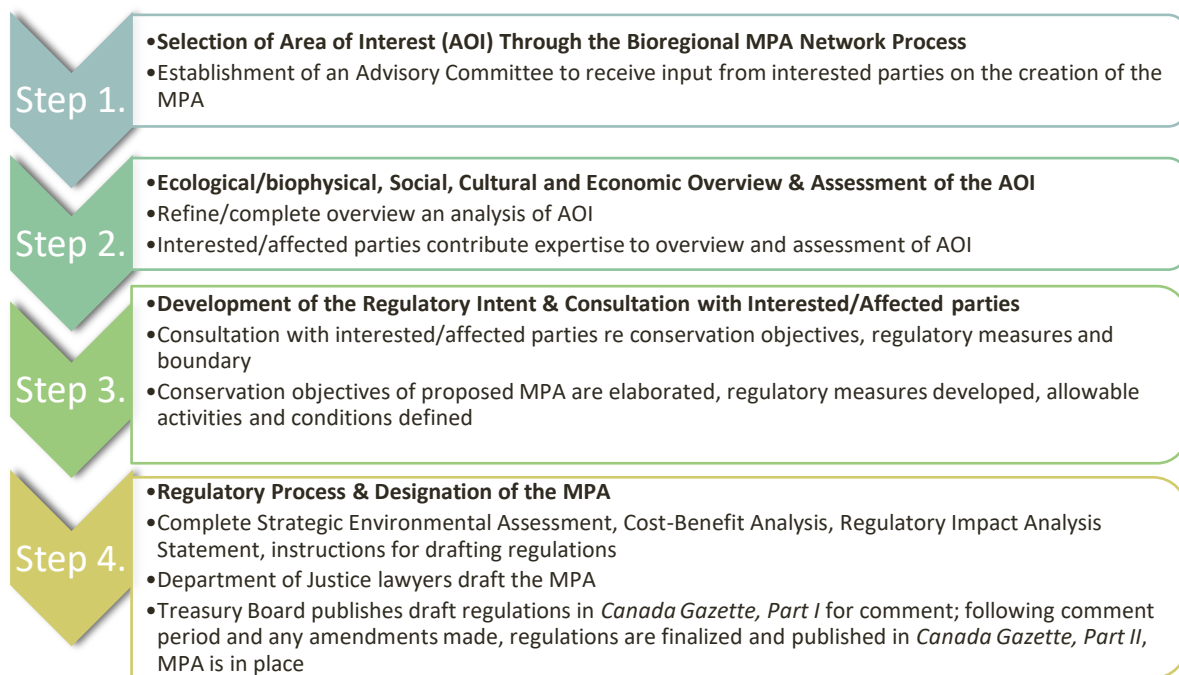 Step 1.
•Selection of Area of Interest (AOI) Through the Bioregional MPA Network Process
•Establishment of an Advisory Committee to receive input from interested parties on the creation of the
MPA
Step 2.
•Ecological/biophysical, Social, Cultural and Economic Overview & Assessment of the AOI
•Refine/complete overview an analysis of AOI
•Interested/affected parties contribute expertise to overview and assessment of AOI
Step 3.
•Development of the Regulatory Intent & Consultation with Interested/Affected parties
•Consultation with interested/affected parties re conservation objectives, regulatory measures and
boundary
•Conservation objectives of proposed MPA are elaborated, regulatory measures developed, allowable
activities and conditions defined
Step 4.
•Regulatory Process & Designation of the MPA
•Complete Strategic Environmental Assessment, Cost-Benefit Analysis, Regulatory Impact Analysis
Statement, instructions for drafting regulations
•Department of Justice lawyers draft the MPA
•Treasury Board publishes draft regulations in Canada Gazette, Part I for comment; following comment
period and any amendments made, regulations are finalized and published in Canada Gazette, Part II,
MPA is in place